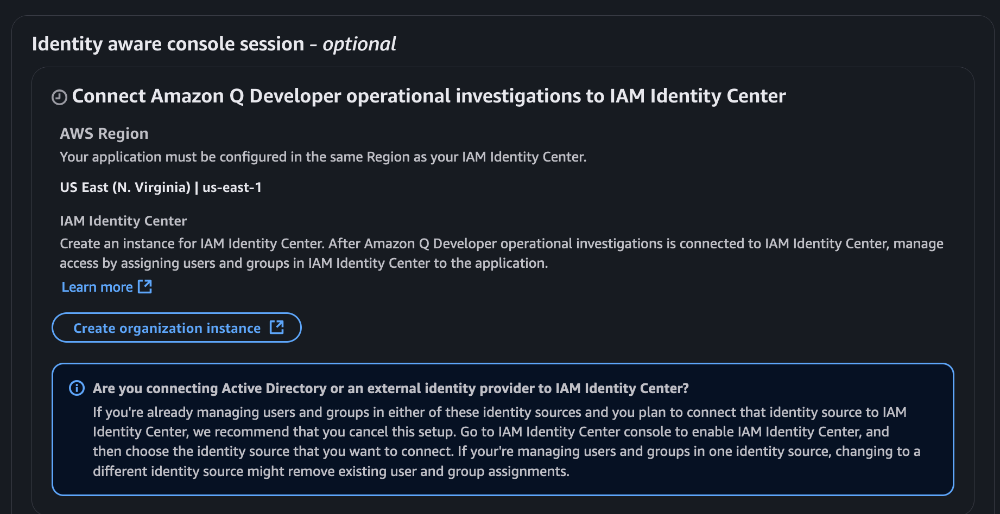 Identity aware console session - optional
Connect Amazon Q Developer operational investigations to IAM Identity Center
AWS Region
Your application must be configured in the same Region as your IAM Identity Center.
US East (N. Virginia) | us-east-1
IAM Identity Center
Create an instance for IAM Identity Center. After Amazon Q Developer operational investigations is connected to IAM Identity Center, manage
access by assigning users and groups in IAM Identity Center to the application.
Learn more
Create organization instance
Are you connecting Active Directory or an external identity provider to IAM Identity Center?
If you're already managing users and groups in either of these identity sources and you plan to connect that identity source to IAM
Identity Center, we recommend that you cancel this setup. Go to IAM Identity Center console to enable IAM Identity Center, and
then choose the identity source that you want to connect. If your're managing users and groups in one identity source, changing to a
different identity source might remove existing user and group assignments.